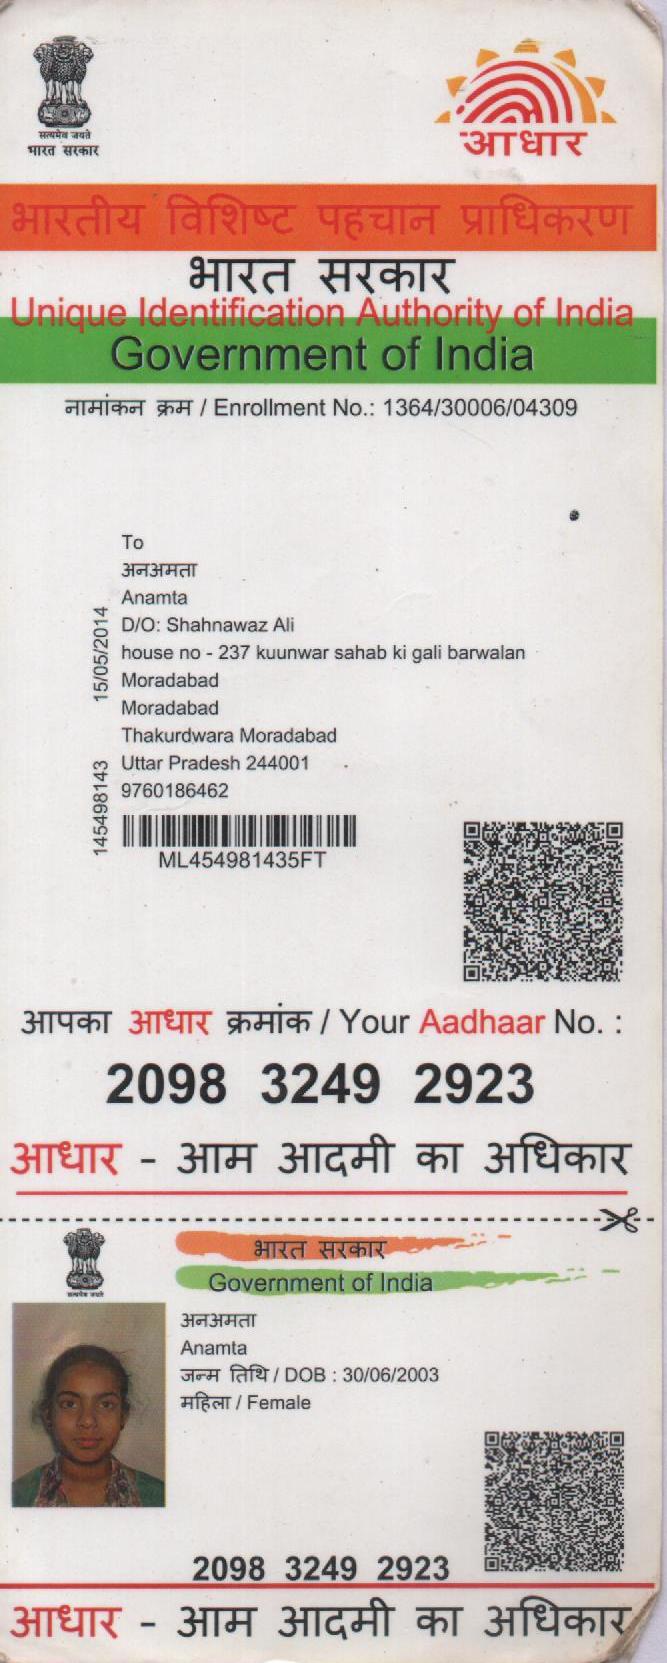 सत्यमेव जयते
भारत सरकार
आधार
भारतीय विशिष्ट पहचान प्राधिकरण
भारत सरकार
Unique Identification Authority of India
Government of India
नामांकन क्रम / Enrollment No.: 1364/30006/04309
To
अनअमता
Anamta
D/O: Shahnawaz Ali
house no - 237 kuunwar sahab ki gali barwalan
Moradabad
Moradabad
Thakurdwara Moradabad
Uttar Pradesh 244001
9760186462
15/05/2014
145498143
ML454981435FT
आपका आधार क्रमांक / Your Aadhaar No. :
2098 3249 2923
आधार - आम आदमी का अधिकार
सत्यमेव जयते
भारत सरकार
Government of India
अनअमता
Anamta
जन्म तिथि / DOB : 30/06/2003
महिला / Female
2098 3249 2923
आधार - आम आदमी का अधिकार